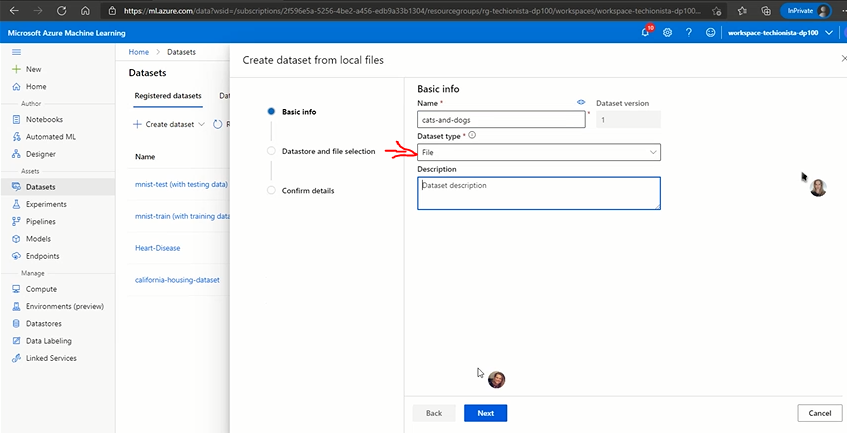 https://ml.azure.com/data?wsid=/subscriptions/2f596e5a-5256-4be2-a456-edb9a33b1304/resourcegroups/rg-techionista-dp100/workspaces/workspace-techionista-dp100...
InPrivate
Microsoft Azure Machine Learning
10
workspace-techionista-dp100
New
Home
Author
Notebooks
Automated ML
Designer
Assets
Datasets
Experiments
Pipelines
Models
Endpoints
Manage
Compute
Environments (preview)
Datastores
Data Labeling
Linked Services
Home > Datasets
Datasets
Registered datasets Dat
+ Create dataset R
Name
mnist-test (with testing data)
mnist-train (with training data
Heart-Disease
california-housing-dataset
Create dataset from local files
Basic info
Datastore and file selection
Confirm details
Basic info
Name * Dataset version
cats-and-dogs * 1
Dataset type *
File
Description
Dataset description
Back Next Cancel